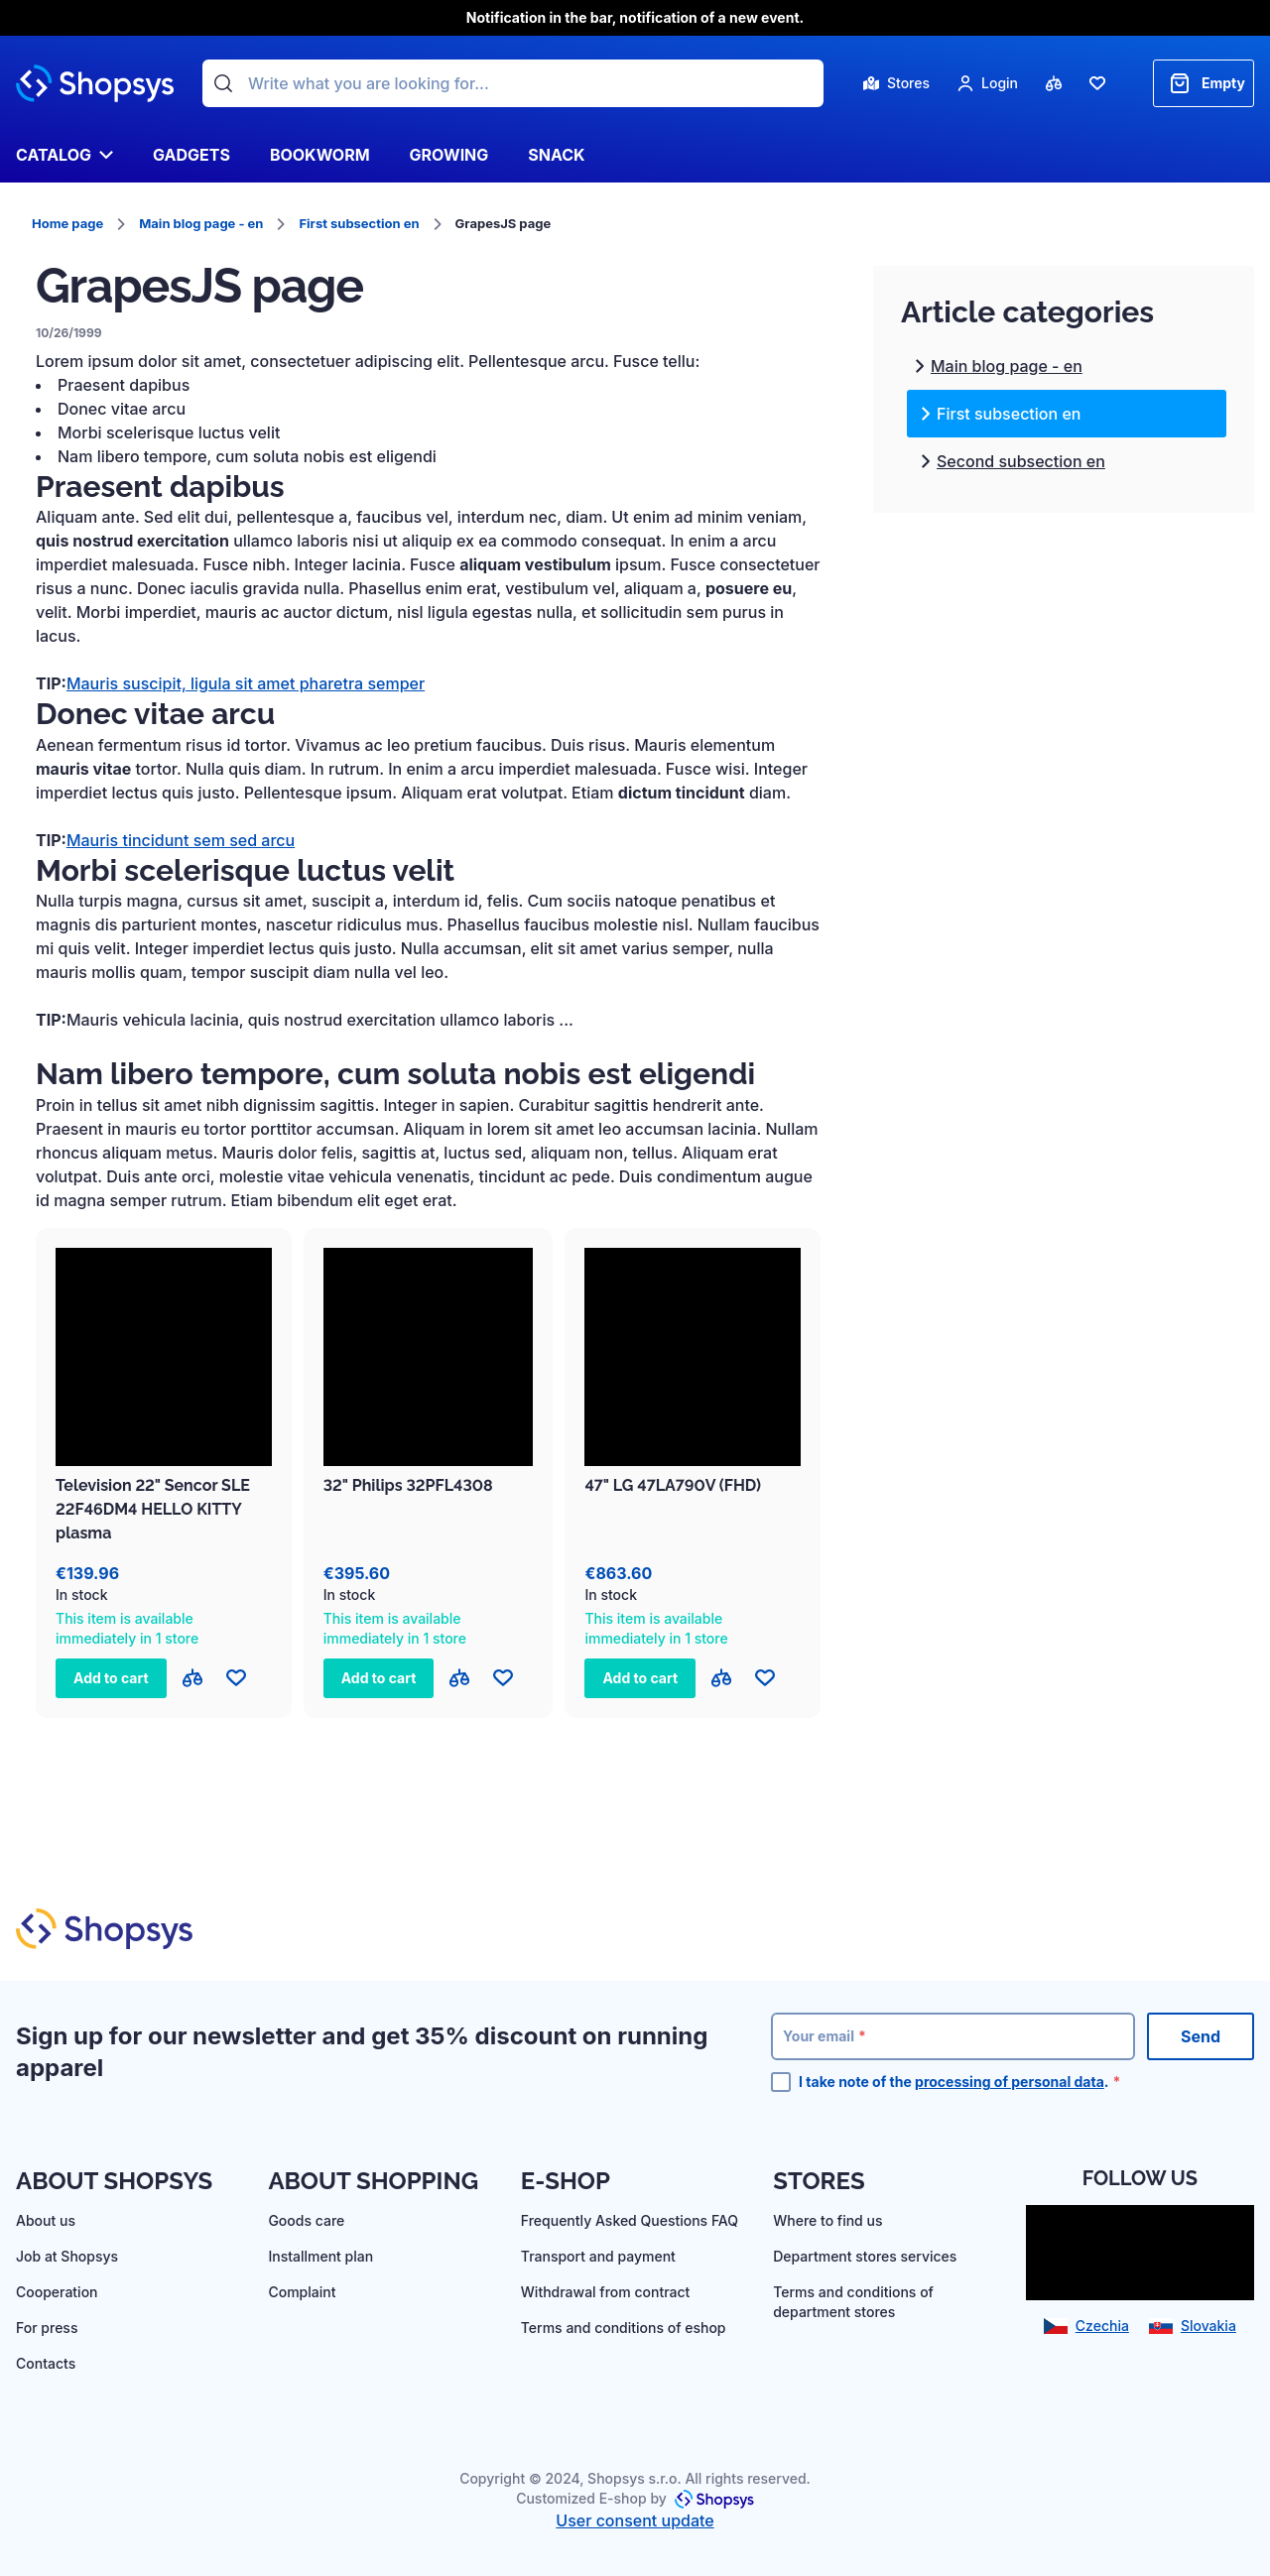 Notification in the bar, notification of a new event.
Shopsys
Write what you are looking for...
Stores
Login
Empty
CATALOG
GADGETS
BOOKWORM
GROWING
SNACK
Home page
Main blog page - en
First subsection en
GrapesJS page
GrapesJS page
10/26/1999
Lorem ipsum dolor sit amet, consectetuer adipiscing elit. Pellentesque arcu. Fusce tellu:
• Praesent dapibus
• Donec vitae arcu
• Morbi scelerisque luctus velit
• Nam libero tempore, cum soluta nobis est eligendi
Praesent dapibus
Aliquam ante. Sed elit dui, pellentesque a, faucibus vel, interdum nec, diam. Ut enim ad minim veniam,
quis nostrud exercitation ullamco laboris nisi ut aliquip ex ea commodo consequat. In enim a arcu
imperdiet malesuada. Fusce nibh. Integer lacinia. Fusce aliquam vestibulum ipsum. Fusce consectetuer
risus a nunc. Donec iaculis gravida nulla. Phasellus enim erat, vestibulum vel, aliquam a, posuere eu,
velit. Morbi imperdiet, mauris ac auctor dictum, nisl ligula egestas nulla, et sollicitudin sem purus in
lacus.
TIP:Mauris suscipit, ligula sit amet pharetra semper
Donec vitae arcu
Aenean fermentum risus id tortor. Vivamus ac leo pretium faucibus. Duis risus. Mauris elementum
mauris vitae tortor. Nulla quis diam. In rutrum. In enim a arcu imperdiet malesuada. Fusce wisi. Integer
imperdiet lectus quis justo. Pellentesque ipsum. Aliquam erat volutpat. Etiam dictum tincidunt diam.
TIP:Mauris tincidunt sem sed arcu
Morbi scelerisque luctus velit
Nulla turpis magna, cursus sit amet, suscipit a, interdum id, felis. Cum sociis natoque penatibus et
magnis dis parturient montes, nascetur ridiculus mus. Phasellus faucibus molestie nisl. Nullam faucibus
mi quis velit. Integer imperdiet lectus quis justo. Nulla accumsan, elit sit amet varius semper, nulla
mauris mollis quam, tempor suscipit diam nulla vel leo.
TIP:Mauris vehicula lacinia, quis nostrud exercitation ullamco laboris ...
Nam libero tempore, cum soluta nobis est eligendi
Proin in tellus sit amet nibh dignissim sagittis. Integer in sapien. Curabitur sagittis hendrerit ante.
Praesent in mauris eu tortor porttitor accumsan. Aliquam in lorem sit amet leo accumsan lacinia. Nullam
rhoncus aliquam metus. Mauris dolor felis, sagittis at, luctus sed, aliquam non, tellus. Aliquam erat
volutpat. Duis ante orci, molestie vitae vehicula venenatis, tincidunt ac pede. Duis condimentum augue
id magna semper rutrum. Etiam bibendum elit eget erat.
Article categories
Main blog page - en
First subsection en
Second subsection en
Television 22" Sencor SLE
22F46DM4 HELLO KITTY
plasma
€139.96
In stock
This item is available
immediately in 1 store
Add to cart
32" Philips 32PFL4308
€395.60
In stock
This item is available
immediately in 1 store
Add to cart
47" LG 47LA790V (FHD)
€863.60
In stock
This item is available
immediately in 1 store
Add to cart
Shopsys
Sign up for our newsletter and get 35% discount on running
apparel
Your email *
Send
I take note of the processing of personal data. *
ABOUT SHOPSYS
About us
Job at Shopsys
Cooperation
For press
Contacts
ABOUT SHOPPING
Goods care
Installment plan
Complaint
E-SHOP
Frequently Asked Questions FAQ
Transport and payment
Withdrawal from contract
Terms and conditions of eshop
STORES
Where to find us
Department stores services
Terms and conditions of
department stores
FOLLOW US
Czechia
Slovakia
Copyright © 2024, Shopsys s.r.o. All rights reserved.
Customized E-shop by Shopsys
User consent update